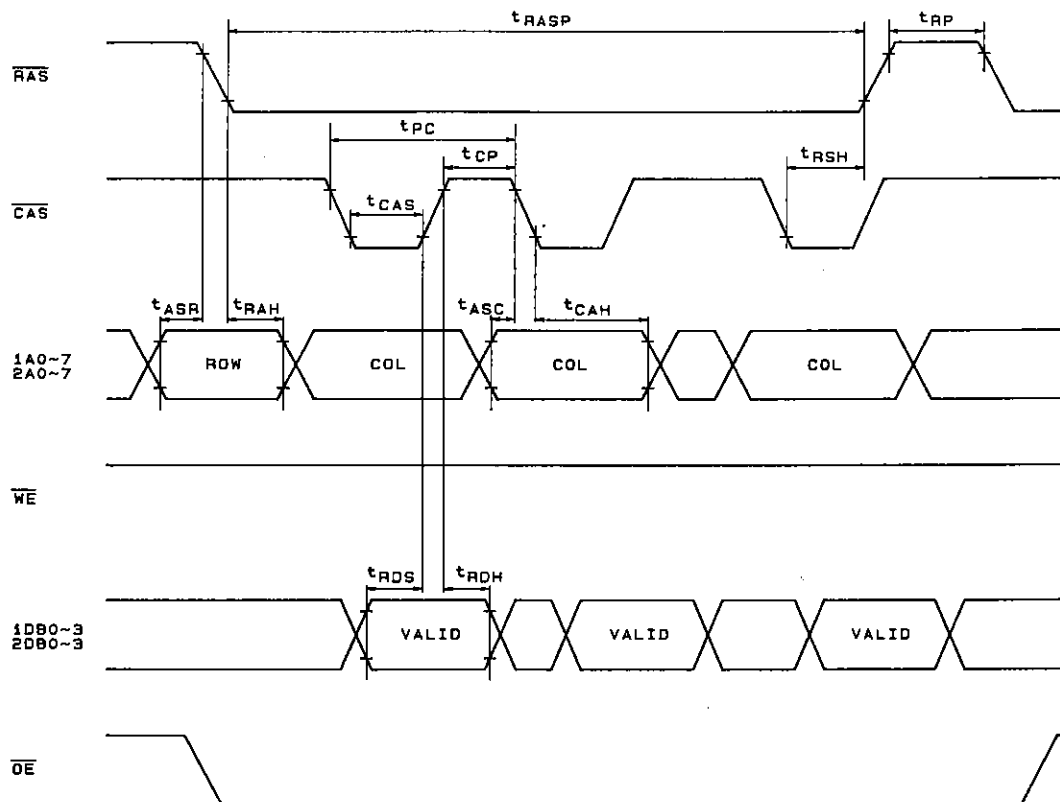 tRASP
tRP
RAS
tPC
tCP
tRSH
CAS
tCAS
tASR
tRAH
tASC
tCAH
1A0~7
2A0~7
ROW
COL
COL
COL
WE
tRDS
tRDH
1DB0~3
2DB0~3
VALID
VALID
VALID
OE